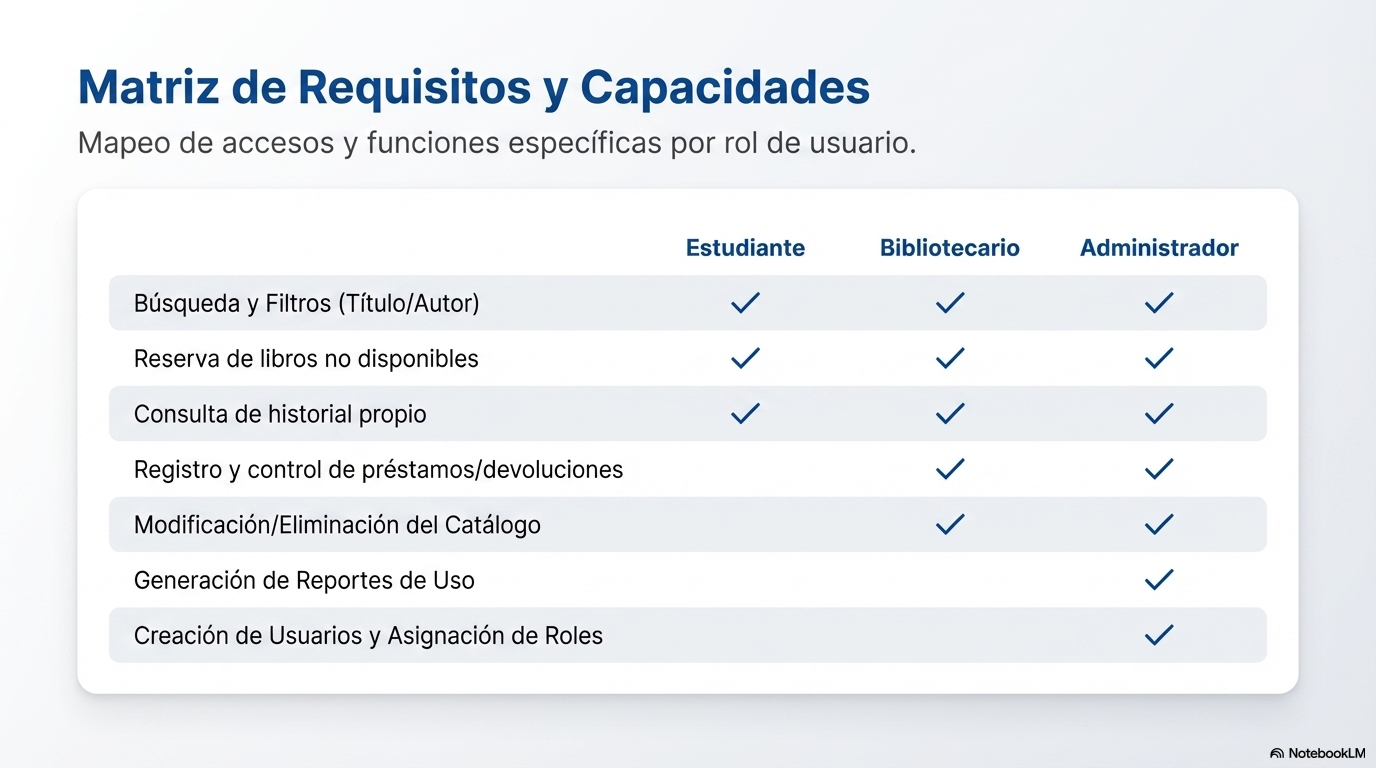 Matriz de Requisitos y Capacidades
Mapeo de accesos y funciones específicas por rol de usuario.
Estudiante Bibliotecario Administrador
Búsqueda y Filtros (Título/Autor) ✓ ✓ ✓
Reserva de libros no disponibles ✓ ✓ ✓
Consulta de historial propio ✓ ✓ ✓
Registro y control de préstamos/devoluciones ✓ ✓
Modificación/Eliminación del Catálogo ✓ ✓
Generación de Reportes de Uso ✓
Creación de Usuarios y Asignación de Roles ✓
NotebookLM